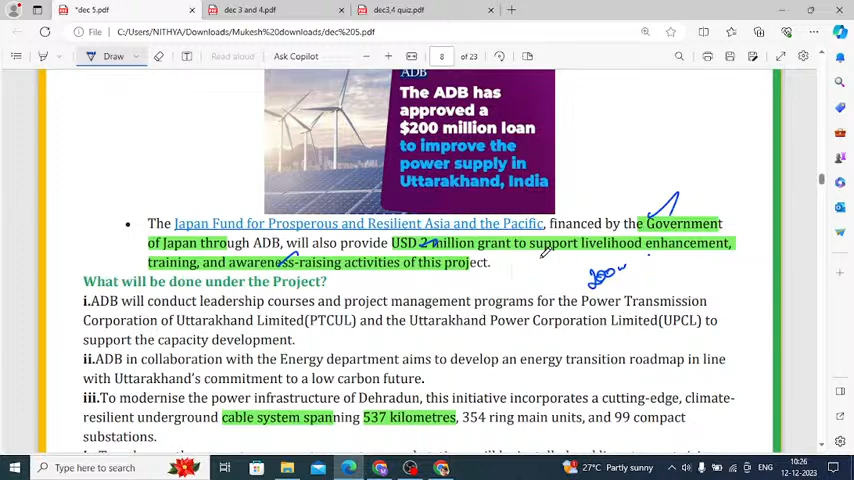 *dec 5.pdf
dec 3 and 4.pdf
dec3,4 quiz.pdf
File
C:/Users/NITHYA/Downloads/Mukesh%20downloads/dec%205.pdf
Draw
Read aloud
Ask Copilot
8
of 23
ADB
The ADB has
approved a
$200 million loan
to improve the
power supply in
Uttarakhand, India
• The Japan Fund for Prosperous and Resilient Asia and the Pacific, financed by the Government
of Japan through ADB, will also provide USD 2 million grant to support livelihood enhancement,
training, and awareness-raising activities of this project.
200
What will be done under the Project?
i.ADB will conduct leadership courses and project management programs for the Power Transmission
Corporation of Uttarakhand Limited(PTCUL) and the Uttarakhand Power Corporation Limited(UPCL) to
support the capacity development.
ii.ADB in collaboration with the Energy department aims to develop an energy transition roadmap in line
with Uttarakhand's commitment to a low carbon future.
iii.To modernise the power infrastructure of Dehradun, this initiative incorporates a cutting-edge, climate-
resilient underground cable system spanning 537 kilometres, 354 ring main units, and 99 compact
substations.
Type here to search
27°C Partly sunny
ENG
10:26
12-12-2023